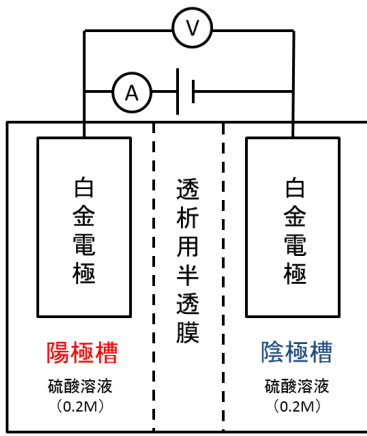 V
A
白金電極
透析用半透膜
白金電極
陽極槽
陰極槽
硫酸溶液
（0.2M）
硫酸溶液
（0.2M）